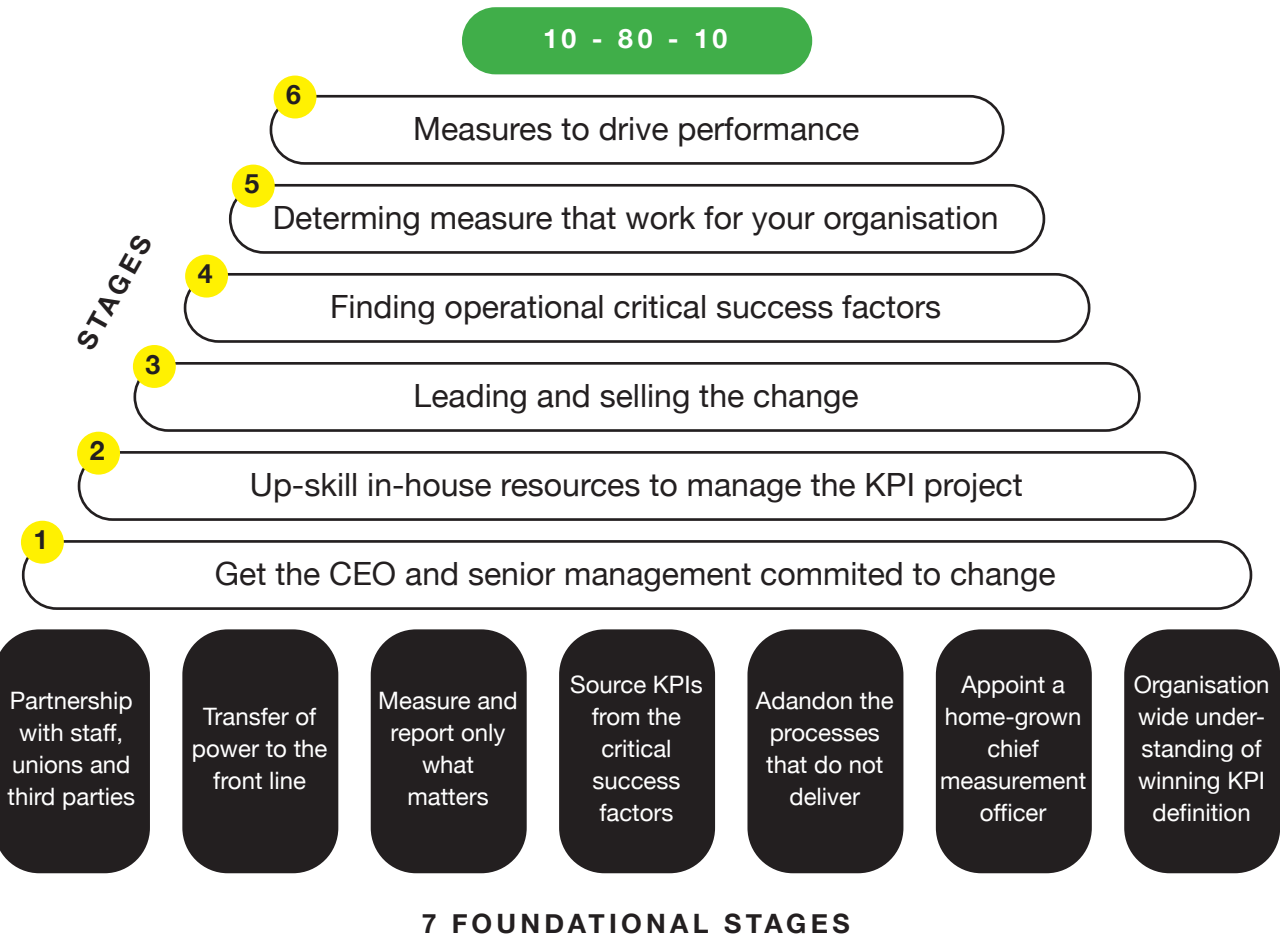 10 - 80 - 10
6
Measures to drive performance
5
Determing measure that work for your organisation
STAGES
4
Finding operational critical success factors
3
Leading and selling the change
2
Up-skill in-house resources to manage the KPI project
1
Get the CEO and senior management commited to change
Partnership
with staff,
unions and
third parties
Transfer of
power to the
front line
Measure and
report only
what
matters
Source KPIs
from the
critical
success
factors
Adandon the
processes
that do not
deliver
Appoint a
home-grown
chief
measurement
officer
Organisation
wide under-
standing of
winning KPI
definition
7 FOUNDATIONAL STAGES